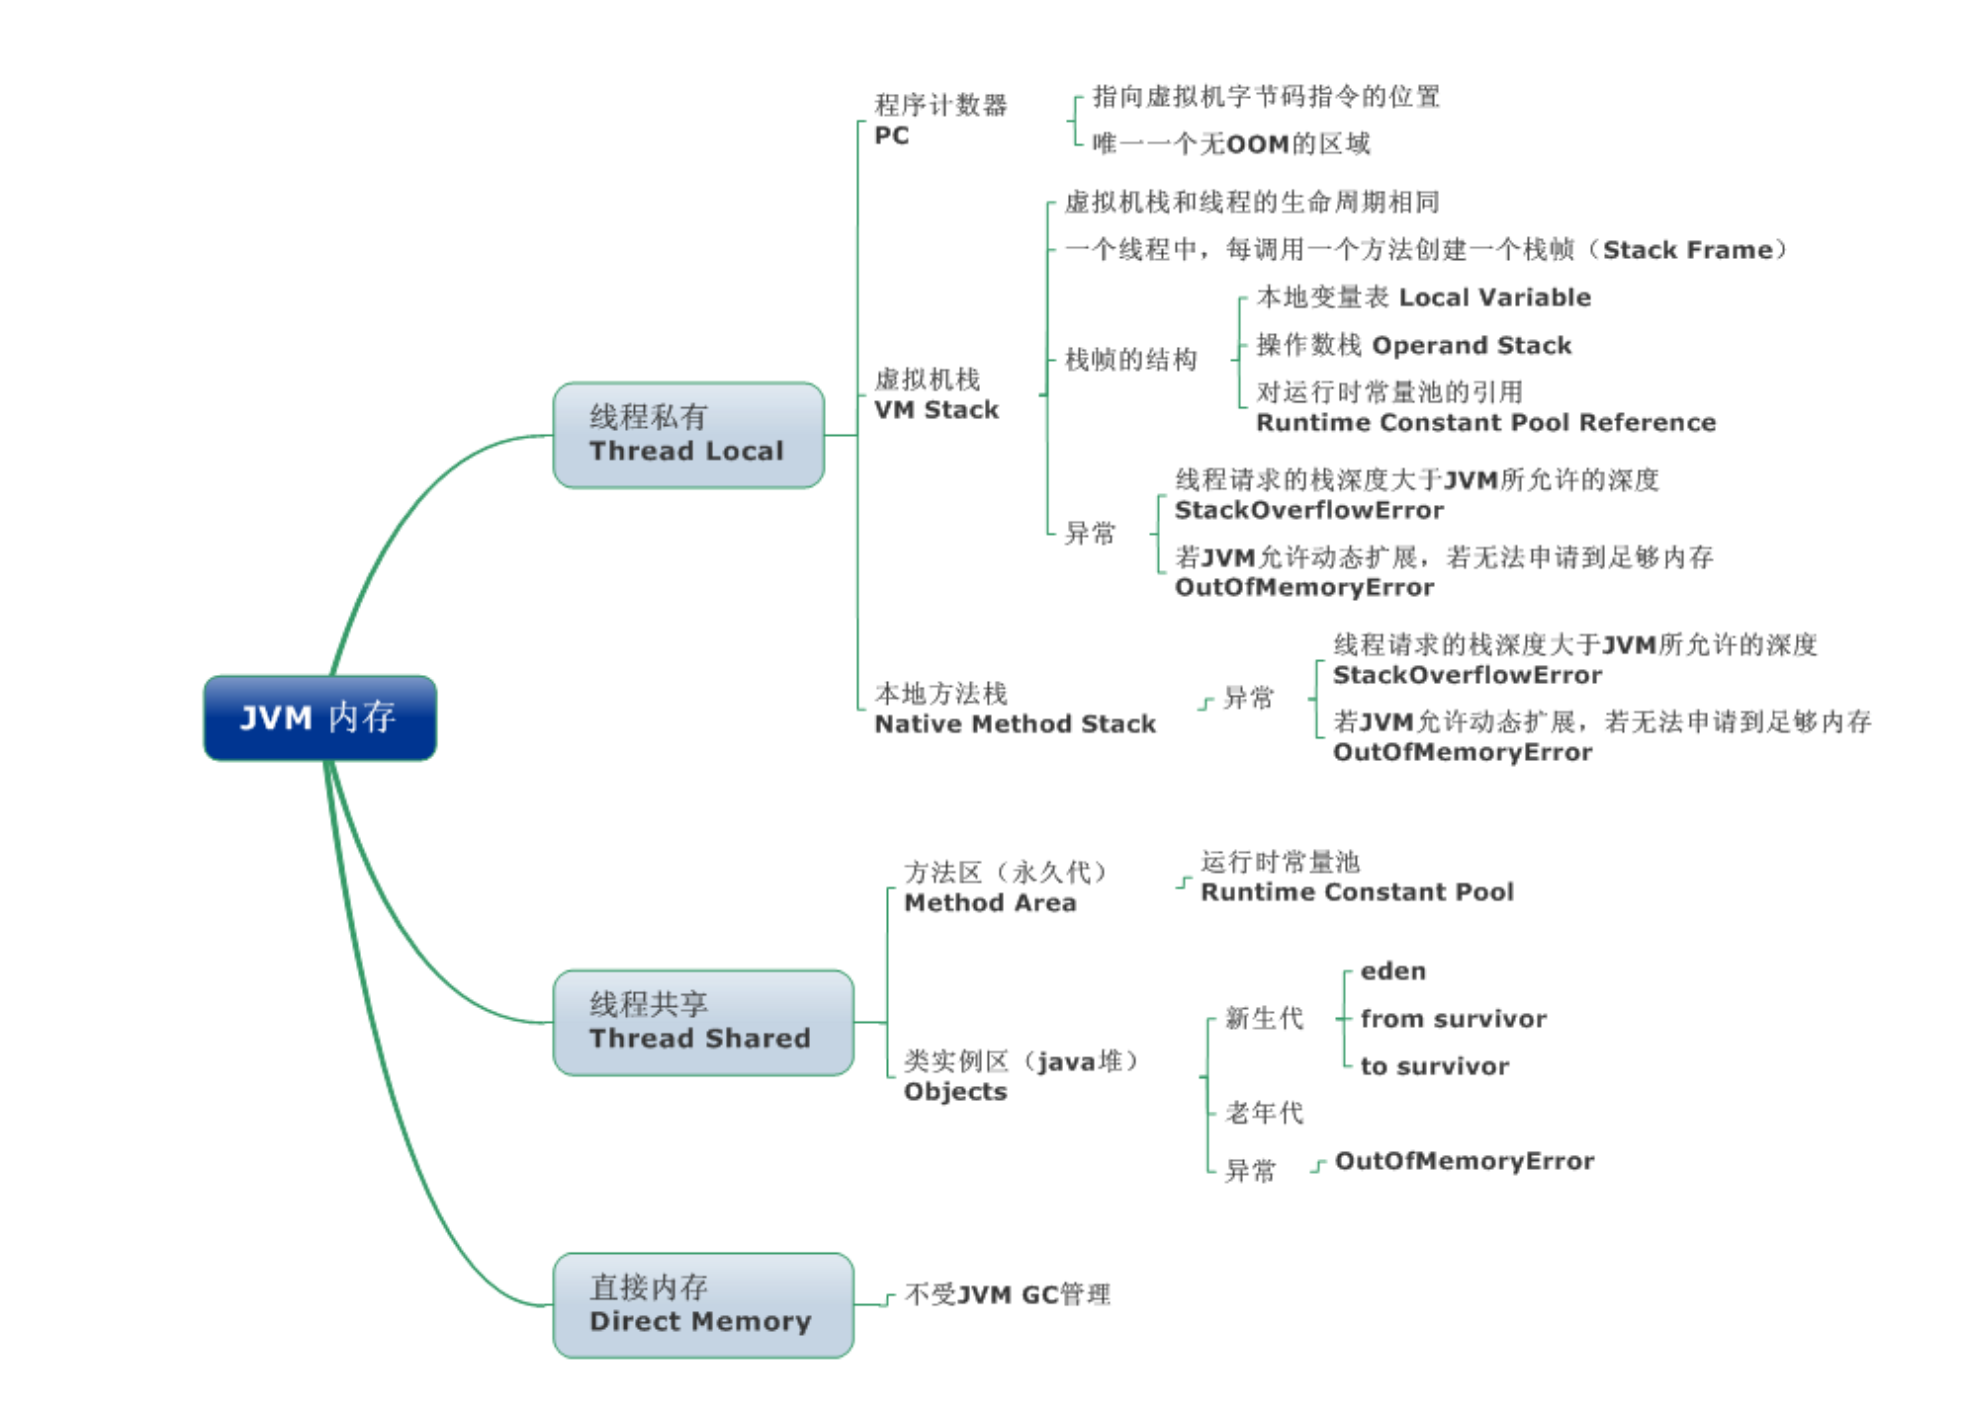 JVM 内存
线程私有
Thread Local
程序计数器
PC
指向虚拟机字节码指令的位置
唯一一个无OOM的区域
虚拟机栈
VM Stack
虚拟机栈和线程的生命周期相同
一个线程中，每调用一个方法创建一个栈帧（Stack Frame）
栈帧的结构
本地变量表 Local Variable
操作数栈 Operand Stack
对运行时常量池的引用
Runtime Constant Pool Reference
异常
线程请求的栈深度大于JVM所允许的深度
StackOverflowError
若JVM允许动态扩展，若无法申请到足够内存
OutOfMemoryError
本地方法栈
Native Method Stack
异常
线程请求的栈深度大于JVM所允许的深度
StackOverflowError
若JVM允许动态扩展，若无法申请到足够内存
OutOfMemoryError
线程共享
Thread Shared
方法区（永久代）
Method Area
运行时常量池
Runtime Constant Pool
类实例区（java堆）
Objects
新生代
eden
from survivor
to survivor
老年代
异常
OutOfMemoryError
直接内存
Direct Memory
不受JVM GC管理